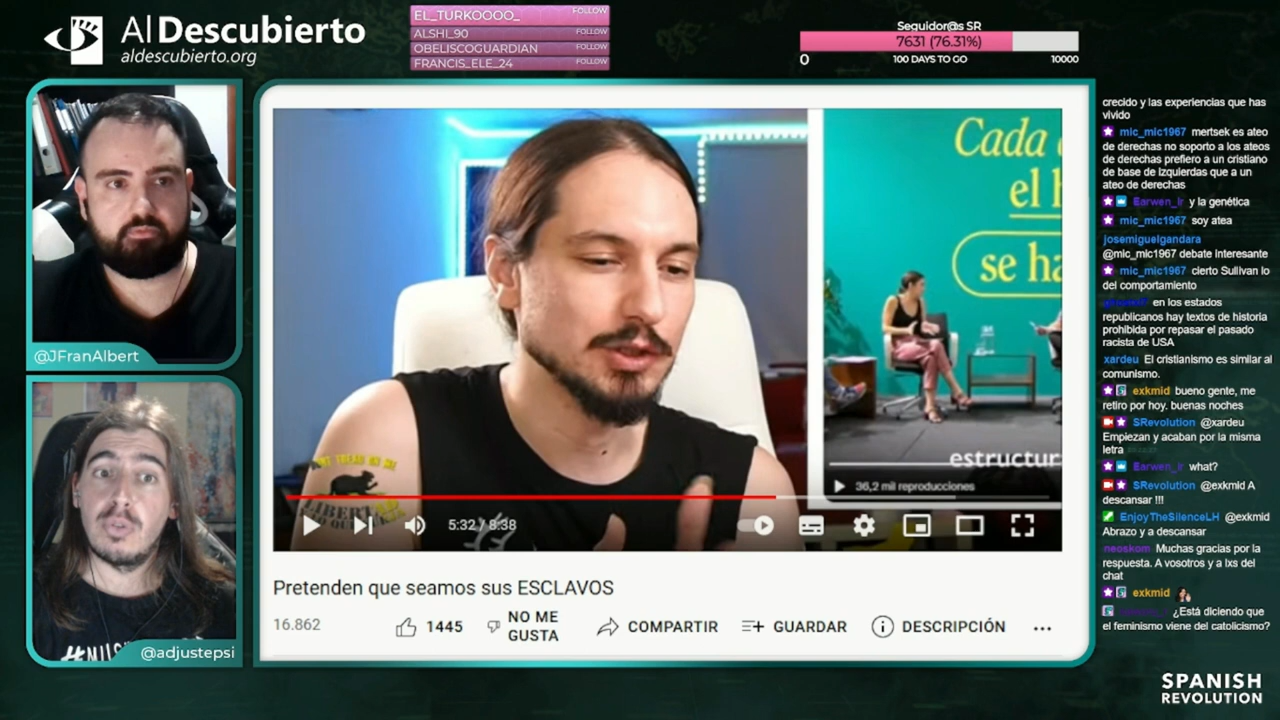 Al Descubierto
aldescubierto.org
EL_TURKOOOO_ FOLLOW
ALSHI_90 FOLLOW
OBELISCOGUARDIAN FOLLOW
FRANCIS_ELE_24 FOLLOW
Seguidor@s SR
7631 (76.31%)
0 100 DAYS TO GO 10000
@JFranAlbert
@adjustepsi
Cada
el h
se ha
estructur
36,2 mil reproducciones
5:32 / 8:38
Pretenden que seamos sus ESCLAVOS
16.862
1445
NO ME
GUSTA
COMPARTIR
GUARDAR
DESCRIPCIÓN
crecido y las experiencias que has
vivido
mic_mic1967 mertsek es ateo
de derechas no soporto a los ateos
de derechas prefiero a un cristiano
de base de Izquierdas que a un
ateo de derechas
Earwen_Ir y la genética
mic_mic1967 soy atea
josemiguelgandara
@mic_mic1967 debate interesante
mic_mic1967 cierto Sullivan lo
del comportamiento
en los estados
republicanos hay textos de historia
prohibida por repasar el pasado
racista de USA
xardeu El cristianismo es similar al
comunismo.
exkmid bueno gente, me
retiro por hoy. buenas noches
SRevolution @xardeu
Empiezan y acaban por la misma
letra
Earwen_Ir what?
SRevolution @exkmid A
descansar !!!
EnjoyTheSilenceLH @exkmid
Abrazo y a descansar
neoskom Muchas gracias por la
respuesta. A vosotros y a lxs del
chat
exkmid
¿Está diciendo que
el feminismo viene del catolicismo?
SPANISH
REVOLUTION